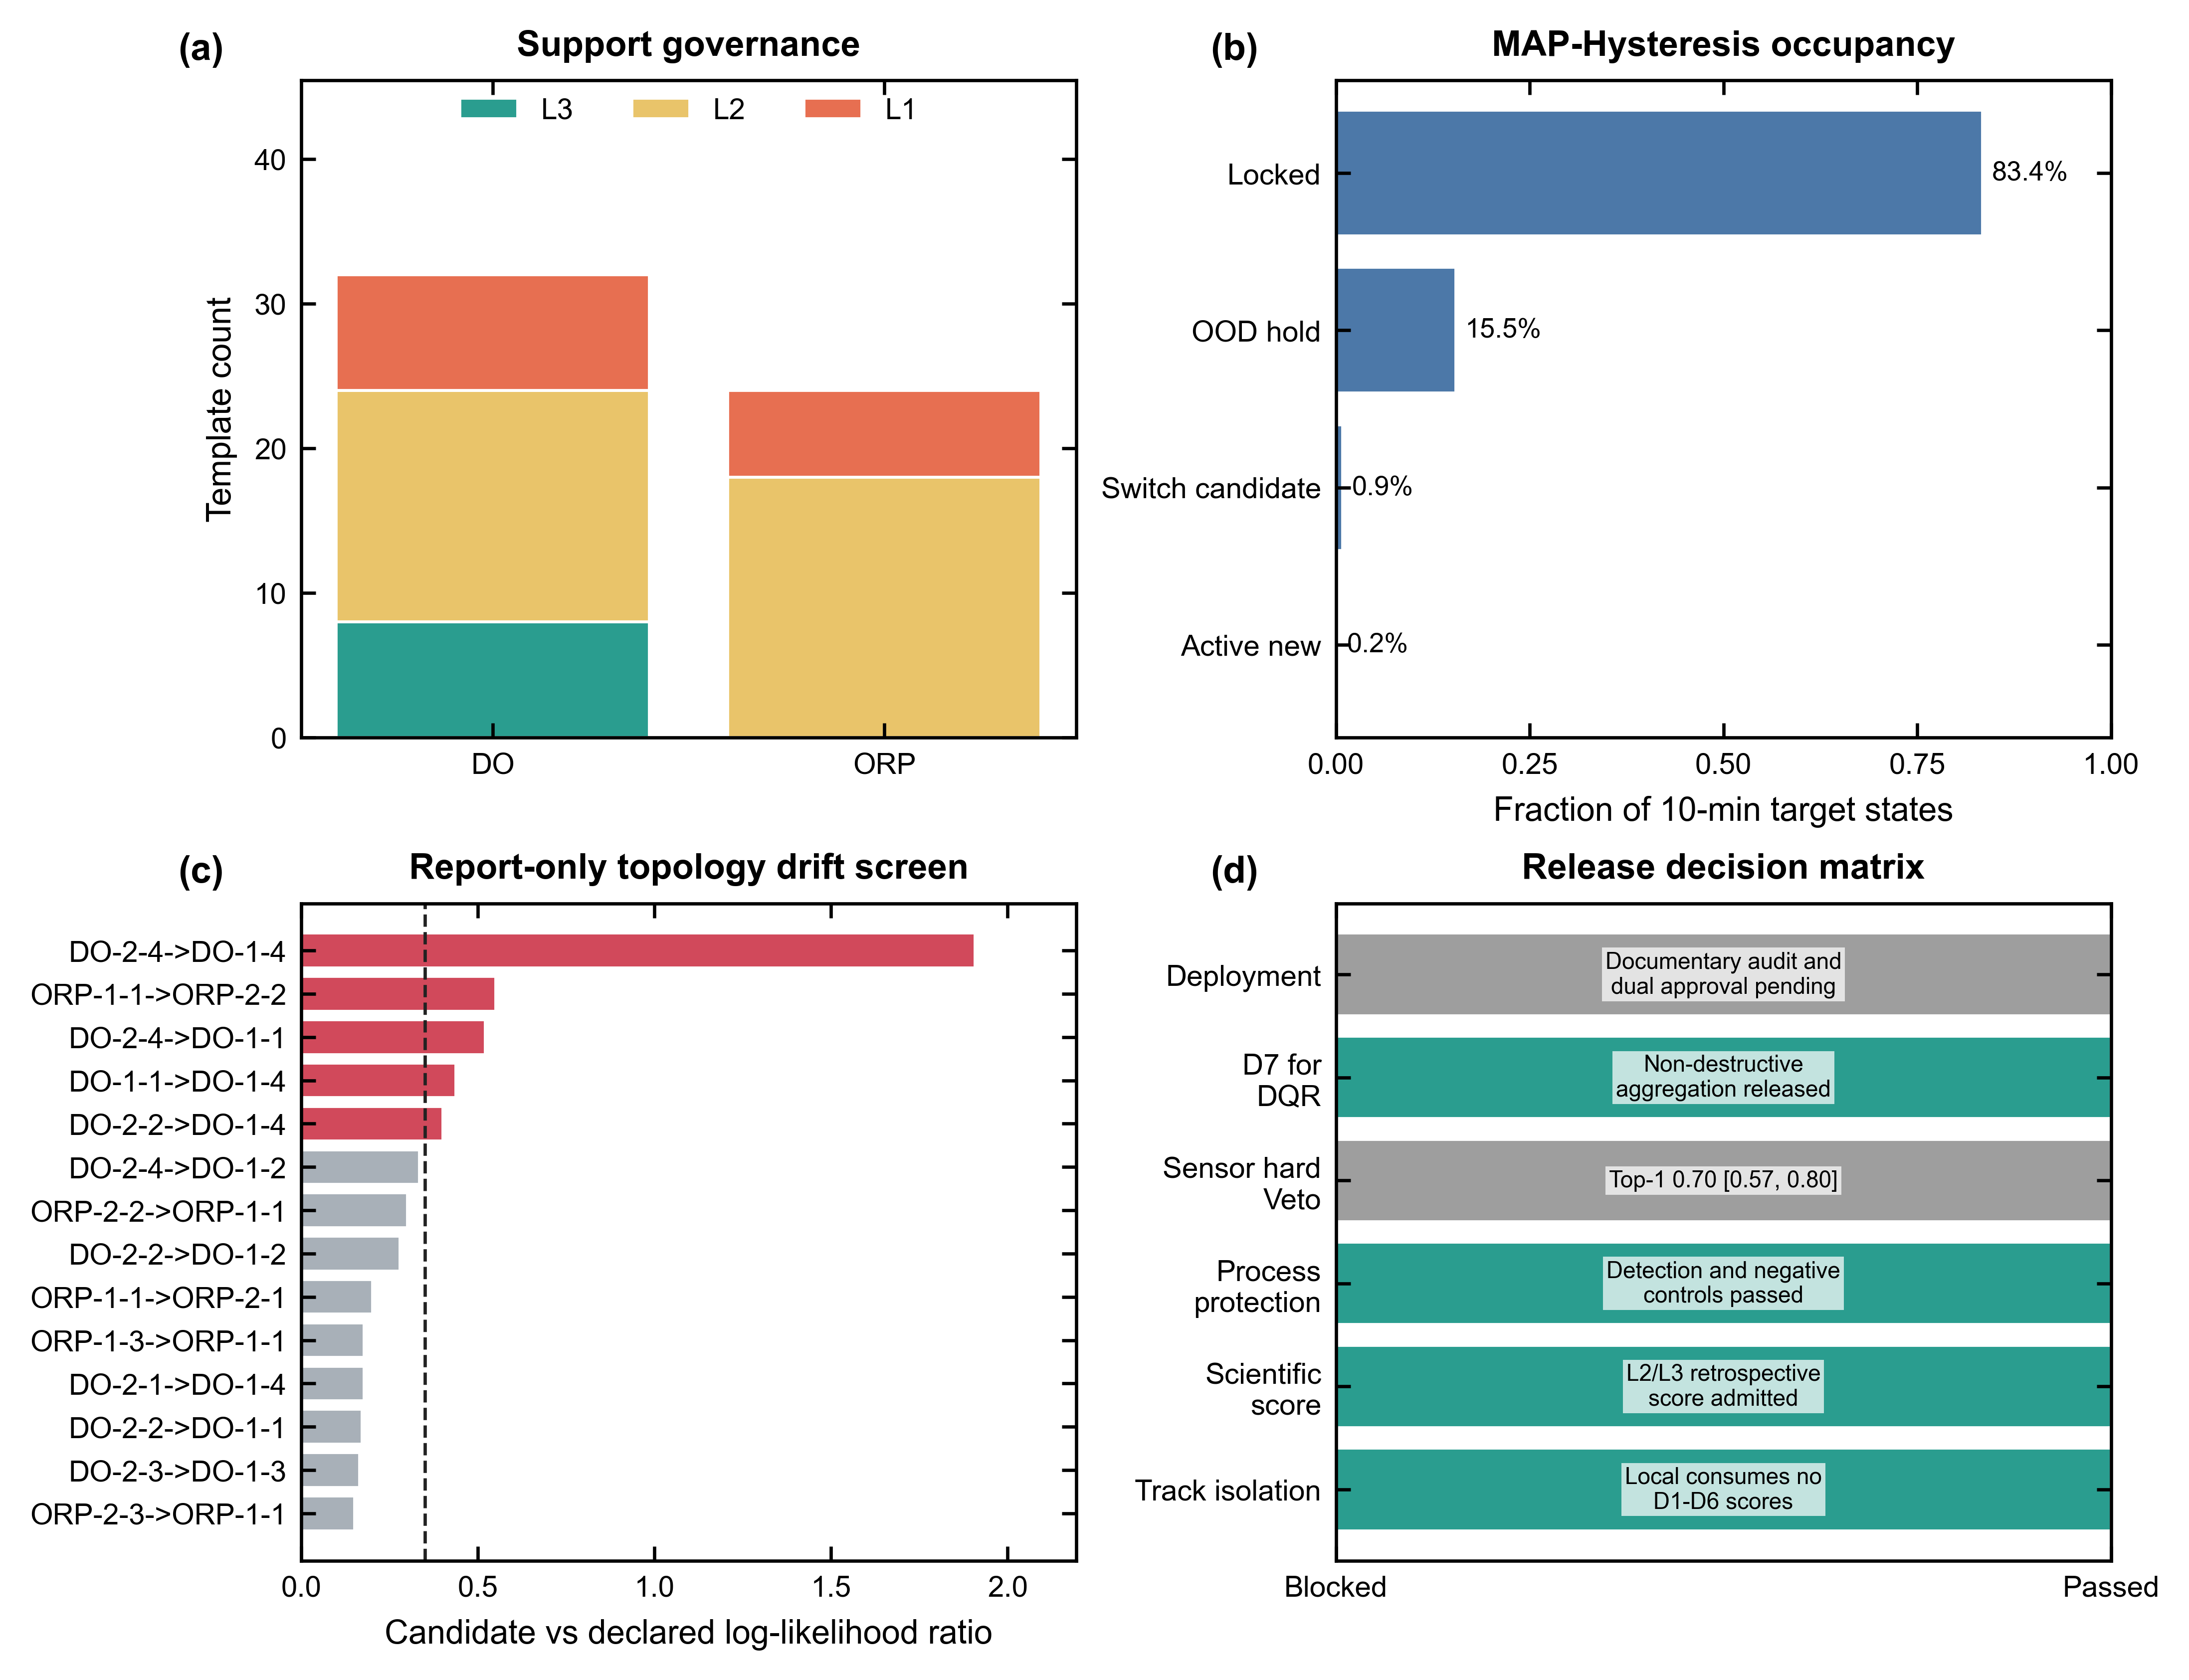 (a)
Support governance
L3
L2
L1
40
30
20
10
0
Template count
DO
ORP
(b)
MAP-Hysteresis occupancy
Locked
83.4%
OOD hold
15.5%
Switch candidate
0.9%
Active new
0.2%
0.00
0.25
0.50
0.75
1.00
Fraction of 10-min target states
(c)
Report-only topology drift screen
DO-2-4->DO-1-4
ORP-1-1->ORP-2-2
DO-2-4->DO-1-1
DO-1-1->DO-1-4
DO-2-2->DO-1-4
DO-2-4->DO-1-2
ORP-2-2->ORP-1-1
DO-2-2->DO-1-2
ORP-1-1->ORP-2-1
ORP-1-3->ORP-1-1
DO-2-1->DO-1-4
DO-2-2->DO-1-1
DO-2-3->DO-1-3
ORP-2-3->ORP-1-1
0.0
0.5
1.0
1.5
2.0
Candidate vs declared log-likelihood ratio
(d)
Release decision matrix
Deployment
Documentary audit and
dual approval pending
D7 for
DQR
Non-destructive
aggregation released
Sensor hard
Veto
Top-1 0.70 [0.57, 0.80]
Process
protection
Detection and negative
controls passed
Scientific
score
L2/L3 retrospective
score admitted
Track isolation
Local consumes no
D1-D6 scores
Blocked
Passed